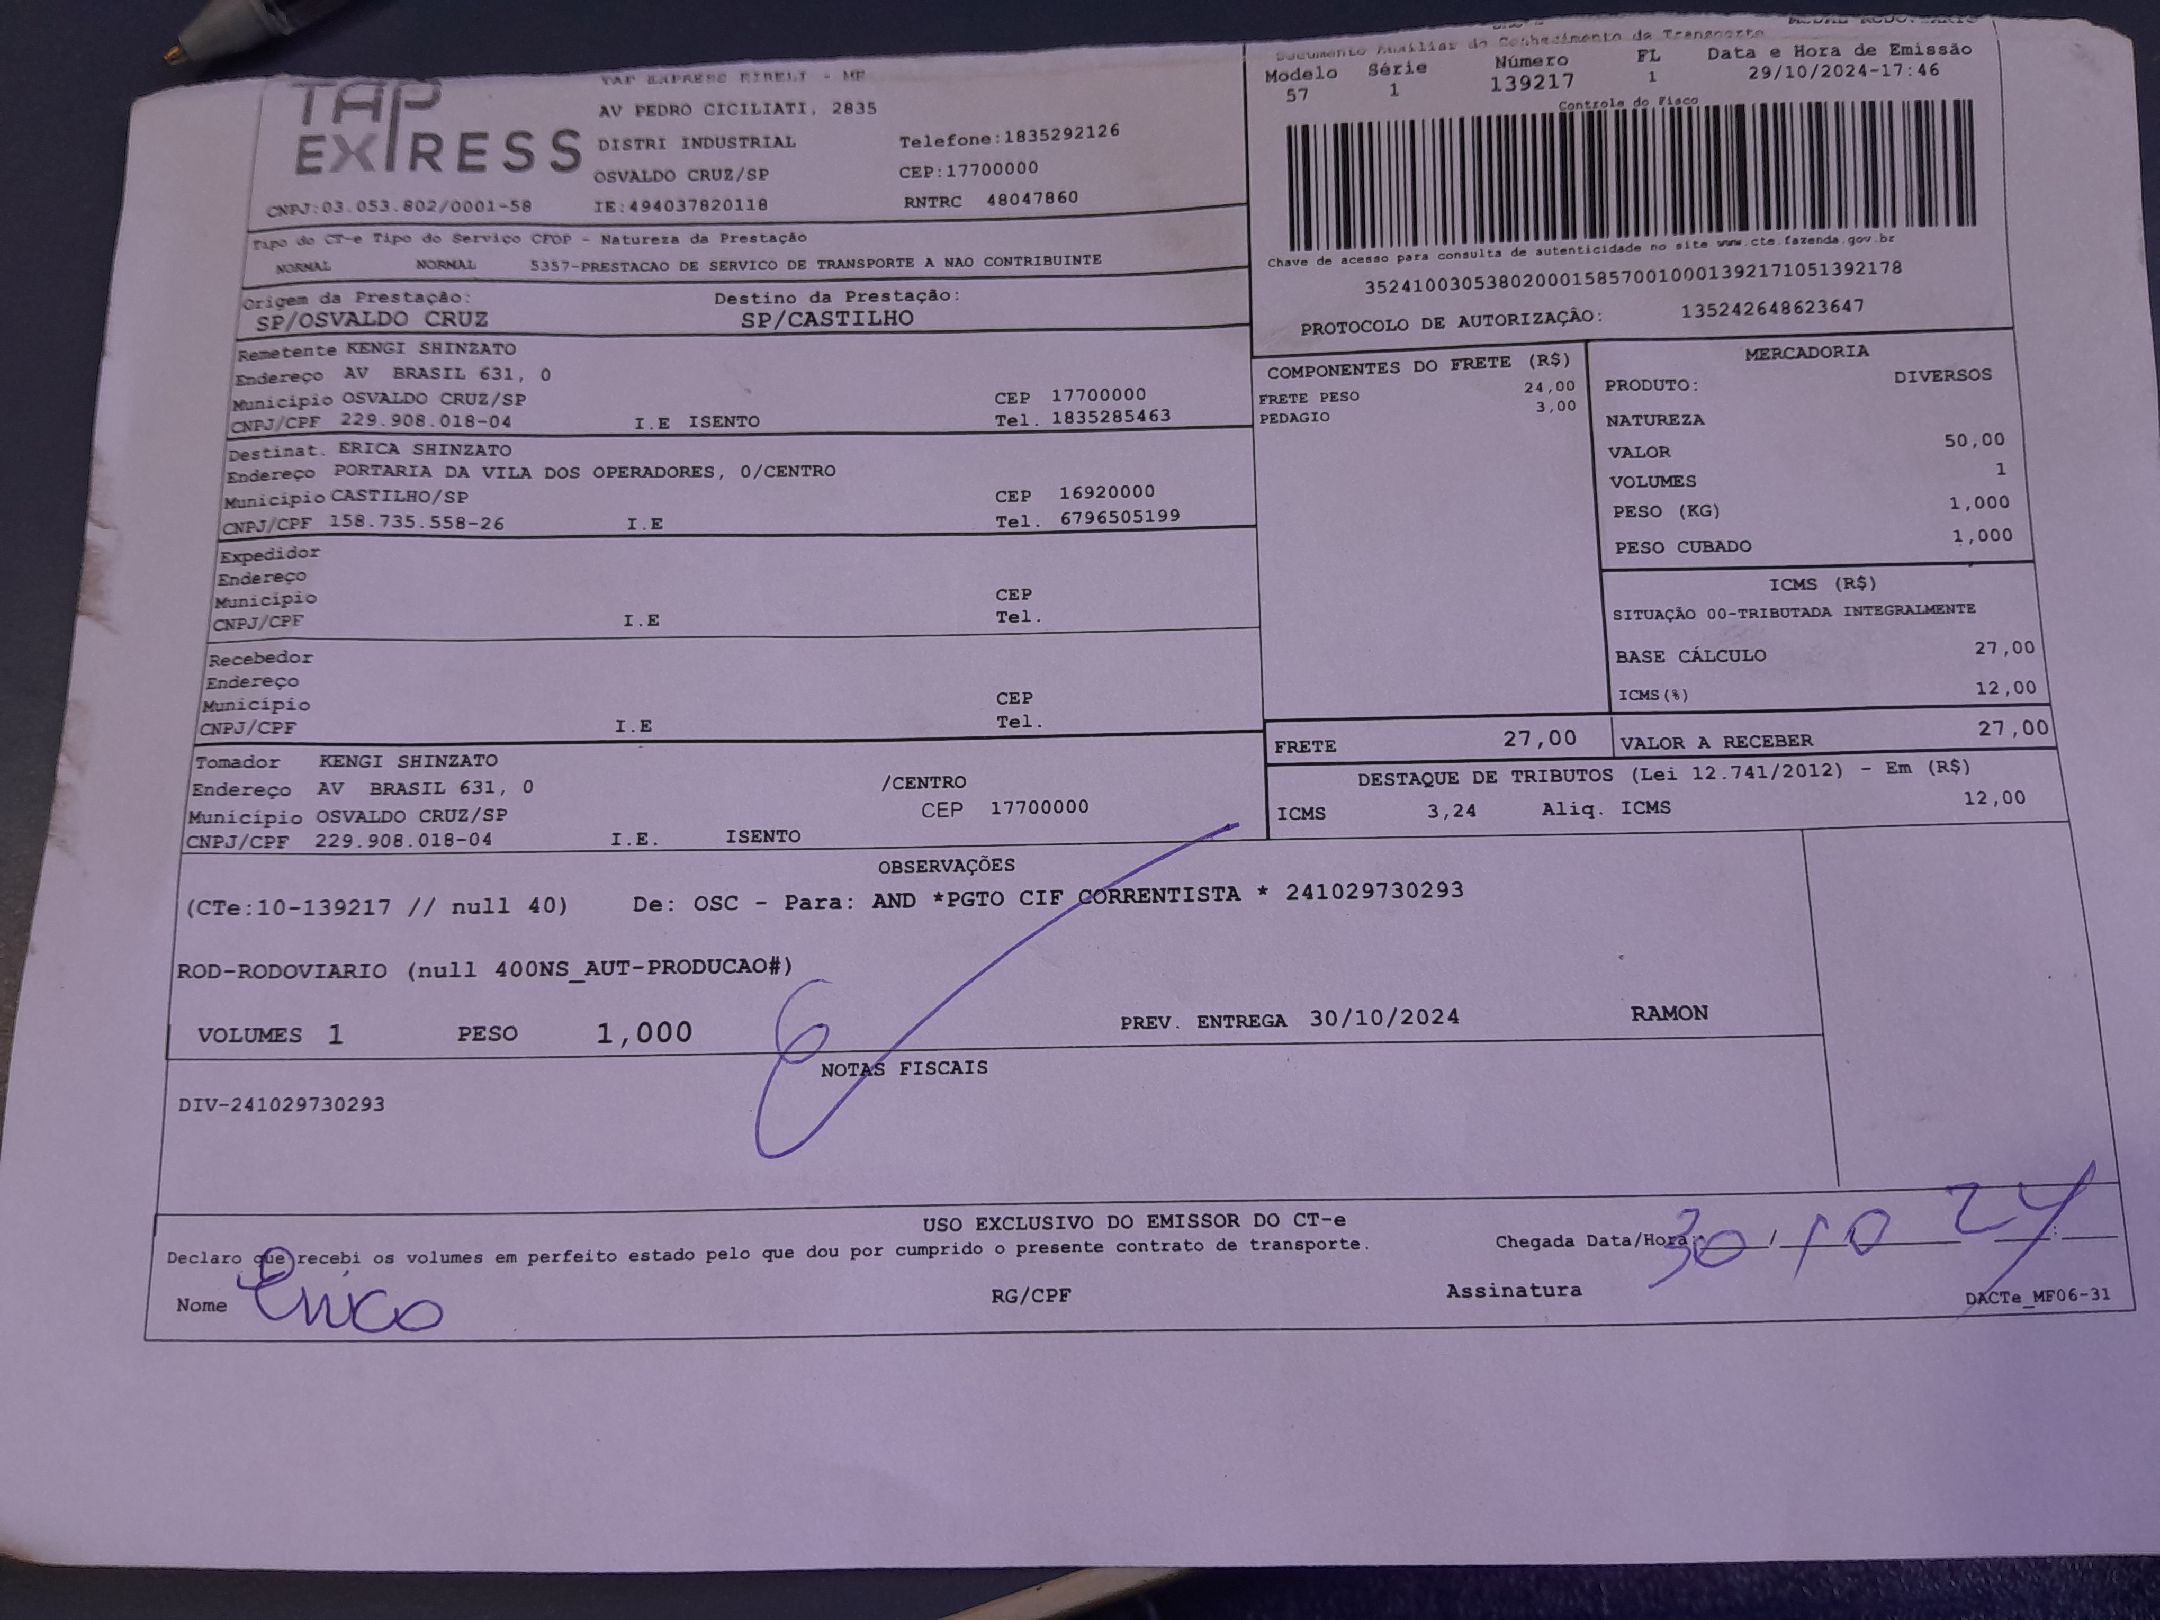 TAP EXPRESS
TAP EXPRESS EIRELI - ME
AV PEDRO CICILIATI, 2835
DISTRI INDUSTRIAL Telefone:1835292126
OSVALDO CRUZ/SP CEP:17700000
CNPJ:03.053.802/0001-58 IE:494037820118 RNTRC 48047860
Documento Auxiliar do Conhecimento de Transporte
Modelo Série Número FL Data e Hora de Emissão
57 1 139217 1 29/10/2024-17:46
Controle do Fisco
Chave de acesso para consulta de autenticidade no site www.cte.fazenda.gov.br
35241003053802000158570010001392171051392178
PROTOCOLO DE AUTORIZAÇÃO: 135242648623647
Tipo do CT-e Tipo do Serviço CFOP - Natureza da Prestação
NORMAL NORMAL 5357-PRESTACAO DE SERVICO DE TRANSPORTE A NAO CONTRIBUINTE
Origem da Prestação: Destino da Prestação:
SP/OSVALDO CRUZ SP/CASTILHO
Remetente KENGI SHINZATO
Endereço AV BRASIL 631, 0
Município OSVALDO CRUZ/SP CEP 17700000
CNPJ/CPF 229.908.018-04 I.E ISENTO Tel. 1835285463
Destinat. ERICA SHINZATO
Endereço PORTARIA DA VILA DOS OPERADORES, 0/CENTRO
Município CASTILHO/SP CEP 16920000
CNPJ/CPF 158.735.558-26 I.E Tel. 6796505199
Expedidor
Endereço
Município CEP
CNPJ/CPF I.E Tel.
Recebedor
Endereço
Município CEP
CNPJ/CPF I.E Tel.
Tomador KENGI SHINZATO
Endereço AV BRASIL 631, 0 /CENTRO
Município OSVALDO CRUZ/SP CEP 17700000
CNPJ/CPF 229.908.018-04 I.E. ISENTO
COMPONENTES DO FRETE (R$)
FRETE PESO 24,00
PEDAGIO 3,00
MERCADORIA
PRODUTO: DIVERSOS
NATUREZA
VALOR 50,00
VOLUMES 1
PESO (KG) 1,000
PESO CUBADO 1,000
ICMS (R$)
SITUAÇÃO 00-TRIBUTADA INTEGRALMENTE
BASE CÁLCULO 27,00
ICMS(%) 12,00
FRETE 27,00 VALOR A RECEBER 27,00
DESTAQUE DE TRIBUTOS (Lei 12.741/2012) - Em (R$)
ICMS 3,24 Aliq. ICMS 12,00
OBSERVAÇÕES
(CTe:10-139217 // null 40) De: OSC - Para: AND *PGTO CIF CORRENTISTA * 241029730293
ROD-RODOVIARIO (null 400NS_AUT-PRODUCAO#)
VOLUMES 1 PESO 1,000 PREV. ENTREGA 30/10/2024 RAMON
NOTAS FISCAIS
DIV-241029730293
USO EXCLUSIVO DO EMISSOR DO CT-e
Declaro que recebi os volumes em perfeito estado pelo que dou por cumprido o presente contrato de transporte. Chegada Data/Hora: 30/10 24
Nome RG/CPF Assinatura DACTe_MF06-31